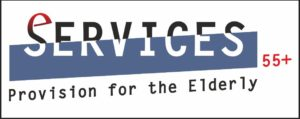 eSERVICES
55+
Provision for the Elderly